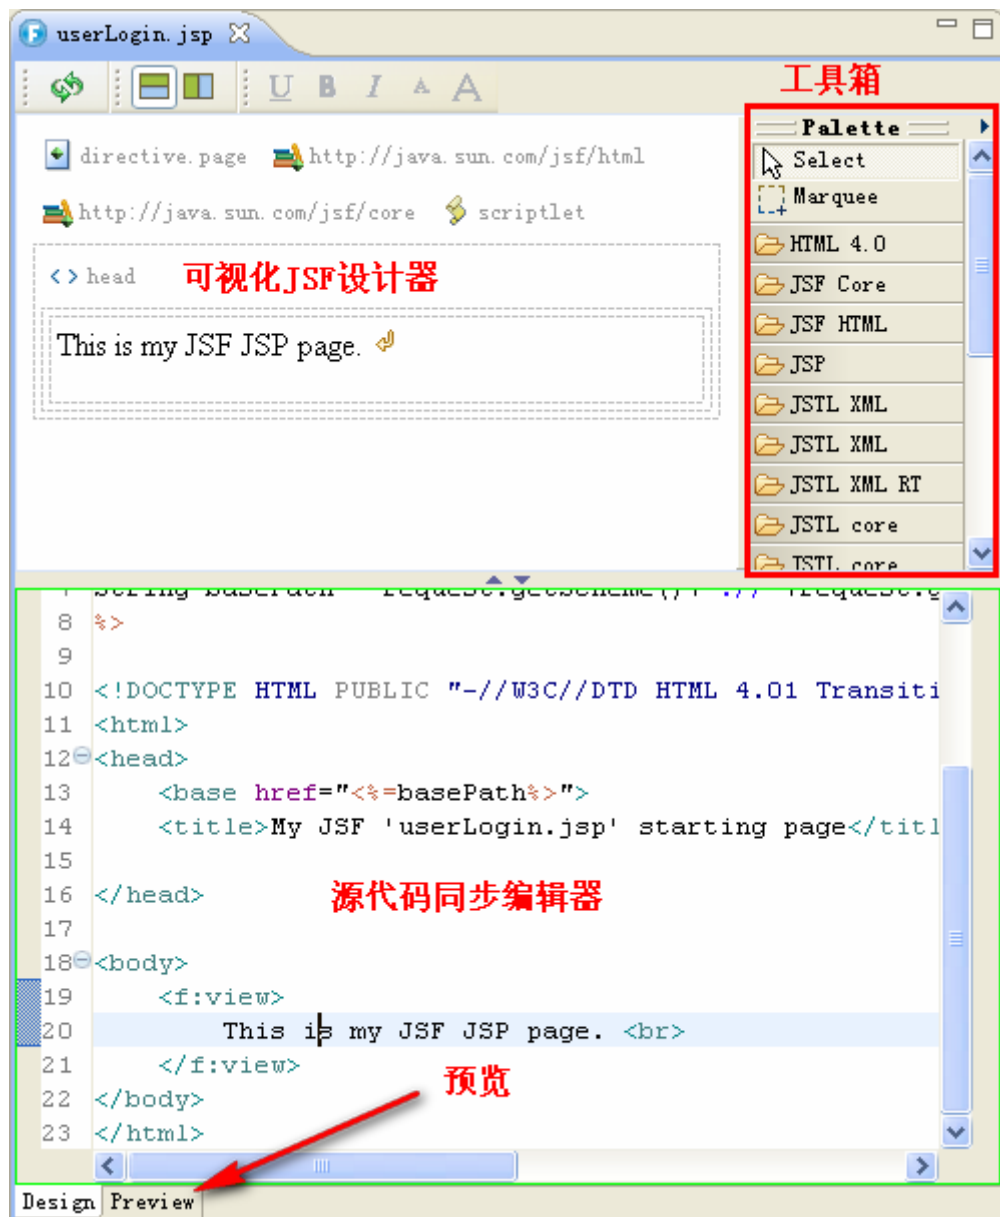 userLogin.jsp
U B I A A
工具箱
directive.page http://java.sun.com/jsf/html
http://java.sun.com/jsf/core scriptlet
head
可视化JSF设计器
This is my JSF JSP page.
Palette
Select
Marquee
HTML 4.0
JSF Core
JSF HTML
JSP
JSTL XML
JSTL XML
JSTL XML RT
JSTL core
JSTL core
String basePath request.getScheme()+
8 %>
9
10 <!DOCTYPE HTML PUBLIC "-//W3C//DTD HTML 4.01 Transiti
11 <html>
12 <head>
13 <base href="<%=basePath%>">
14 <title>My JSF 'userLogin.jsp' starting page</titl
15
16 </head>
源代码同步编辑器
17
18 <body>
19 <f:view>
20 This is my JSF JSP page. <br>
21 </f:view>
预览
22 </body>
23 </html>
Design Preview